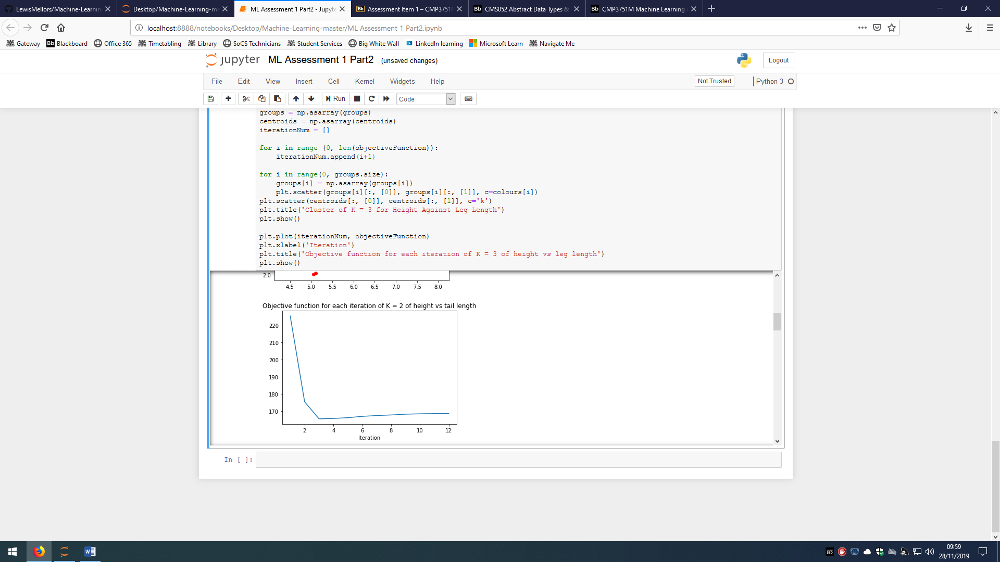 LewisMellors/Machine-Learnin
Desktop/Machine-Learning-ma
ML Assessment 1 Part2 - Jupyte
Assessment Item 1 – CMP3751M
CMS052 Abstract Data Types &
CMP3751M Machine Learning
localhost:8888/notebooks/Desktop/Machine-Learning-master/ML Assessment 1 Part2.ipynb
Gateway
Blackboard
Office 365
Timetabling
Library
SoCS Technicians
Student Services
Big White Wall
LinkedIn learning
Microsoft Learn
Navigate Me
jupyter ML Assessment 1 Part2 (unsaved changes)
Logout
File Edit View Insert Cell Kernel Widgets Help
Not Trusted
Python 3
Run
Code
groups = np.asarray(groups)
centroids = np.asarray(centroids)
iterationNum = []
for i in range (0, len(objectiveFunction)):
    iterationNum.append(i+1)
for i in range(0, groups.size):
    groups[i] = np.asarray(groups[i])
    plt.scatter(groups[i][:, [0]], groups[i][:, [1]], c=colours[i])
plt.scatter(centroids[:, [0]], centroids[:, [1]], c='k')
plt.title('Cluster of K = 3 for Height Against Leg Length')
plt.show()
plt.plot(iterationNum, objectiveFunction)
plt.xlabel('Iteration')
plt.title('Objective function for each iteration of K = 3 of height vs leg length')
plt.show()
2.0
4.5 5.0 5.5 6.0 6.5 7.0 7.5 8.0
Objective function for each iteration of K = 2 of height vs tail length
220
210
200
190
180
170
2 4 6 8 10 12
Iteration
In [ ]:
09:59
28/11/2019